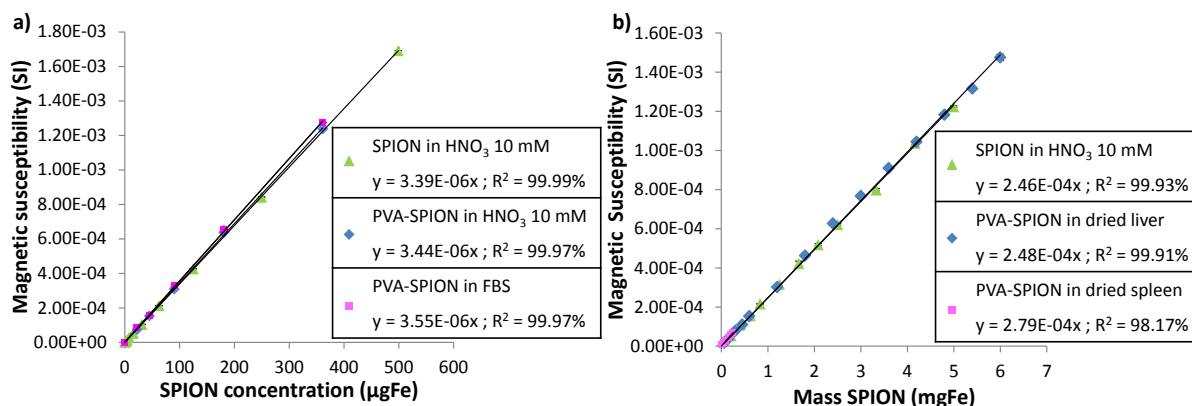 a)
Magnetic susceptibility (SI)
1.80E-03
1.60E-03
1.40E-03
1.20E-03
1.00E-03
8.00E-04
6.00E-04
4.00E-04
2.00E-04
0.00E+00
0 100 200 300 400 500 600
SPION concentration (µgFe)
SPION in HNO₃ 10 mM
y = 3.39E-06x ; R² = 99.99%
PVA-SPION in HNO₃ 10 mM
y = 3.44E-06x ; R² = 99.97%
PVA-SPION in FBS
y = 3.55E-06x ; R² = 99.97%
b)
Magnetic Susceptibility (SI)
1.60E-03
1.40E-03
1.20E-03
1.00E-03
8.00E-04
6.00E-04
4.00E-04
2.00E-04
0.00E+00
0 1 2 3 4 5 6 7
Mass SPION (mgFe)
SPION in HNO₃ 10 mM
y = 2.46E-04x ; R² = 99.93%
PVA-SPION in dried liver
y = 2.48E-04x ; R² = 99.91%
PVA-SPION in dried spleen
y = 2.79E-04x ; R² = 98.17%